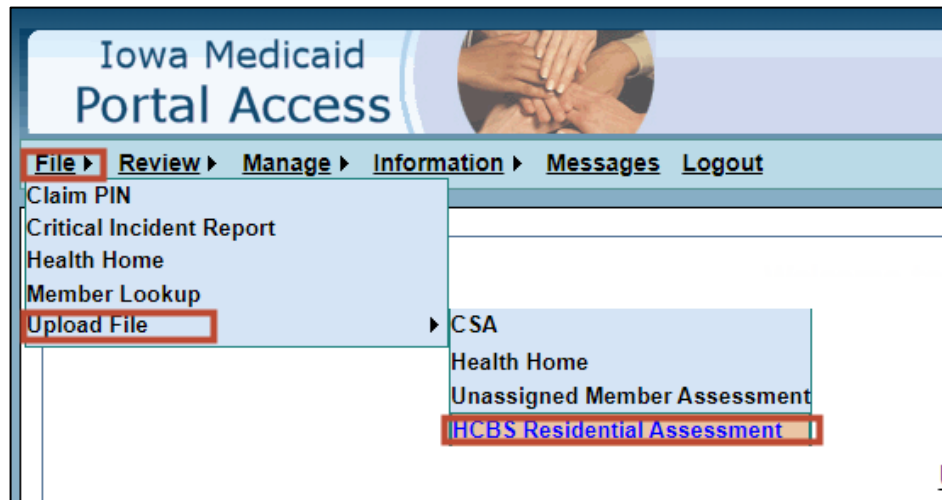 Iowa Medicaid
Portal Access
File Review Manage Information Messages Logout
Claim PIN
Critical Incident Report
Health Home
Member Lookup
Upload File
CSA
Health Home
Unassigned Member Assessment
HCBS Residential Assessment